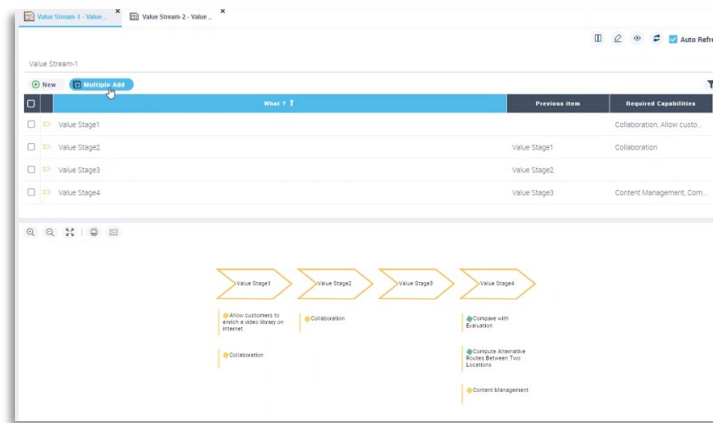 Value Stream-1 - Value ... x
Value Stream-2 - Value ... x
Auto Refre
Value Stream-1
New
Multiple Add
What ?
Previous item
Required Capabilities
Value Stage1
Collaboration, Allow custo...
Value Stage2
Value Stage1
Collaboration
Value Stage3
Value Stage2
Value Stage4
Value Stage3
Content Management, Com...
Value Stage1
Value Stage2
Value Stage3
Value Stage4
Allow customers to
enrich a video library on
internet
Collaboration
Collaboration
Compare with
Evaluation
Compute Alternative
Routes Between Two
Locations
Content Management